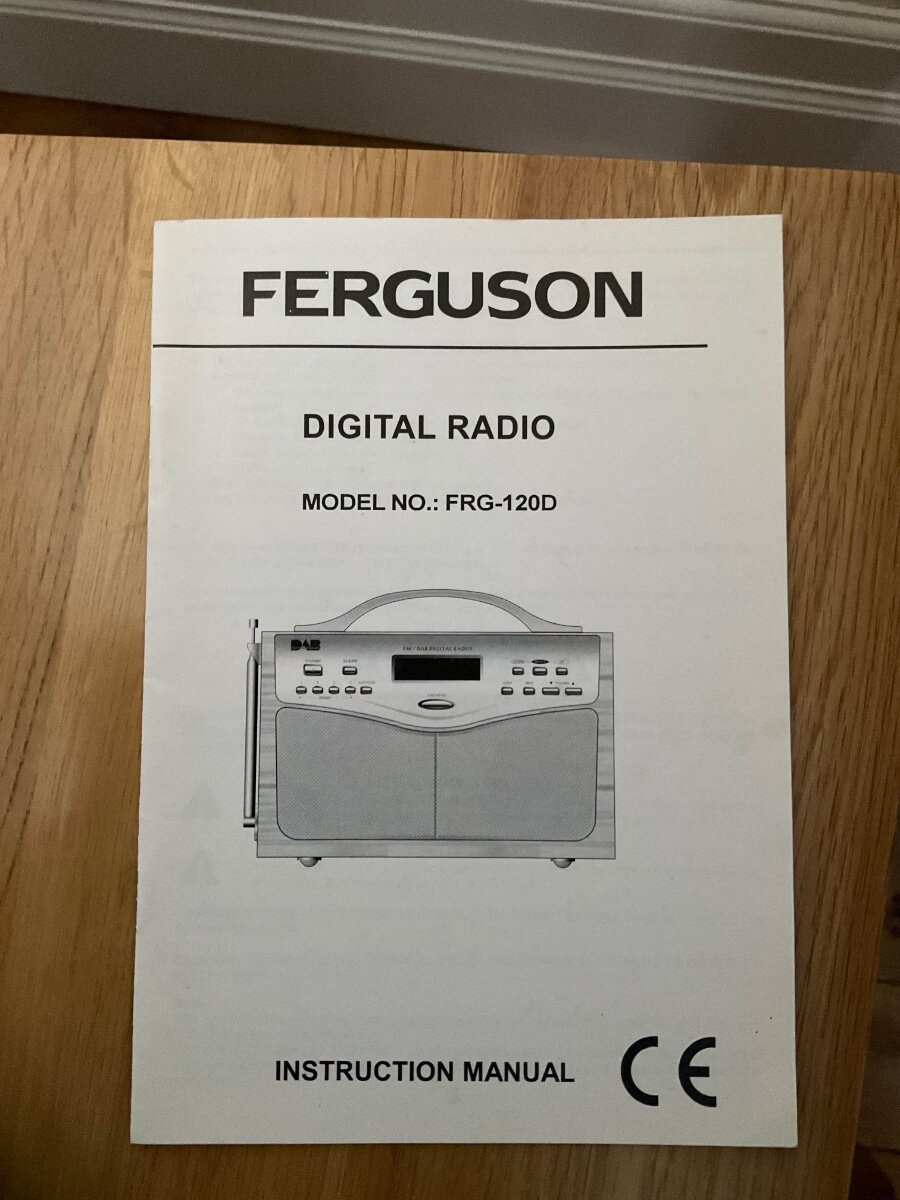 FERGUSON
DIGITAL RADIO
MODEL NO.: FRG-120D
DAB
FM / DAB DIGITAL RADIO
INSTRUCTION MANUAL
CE